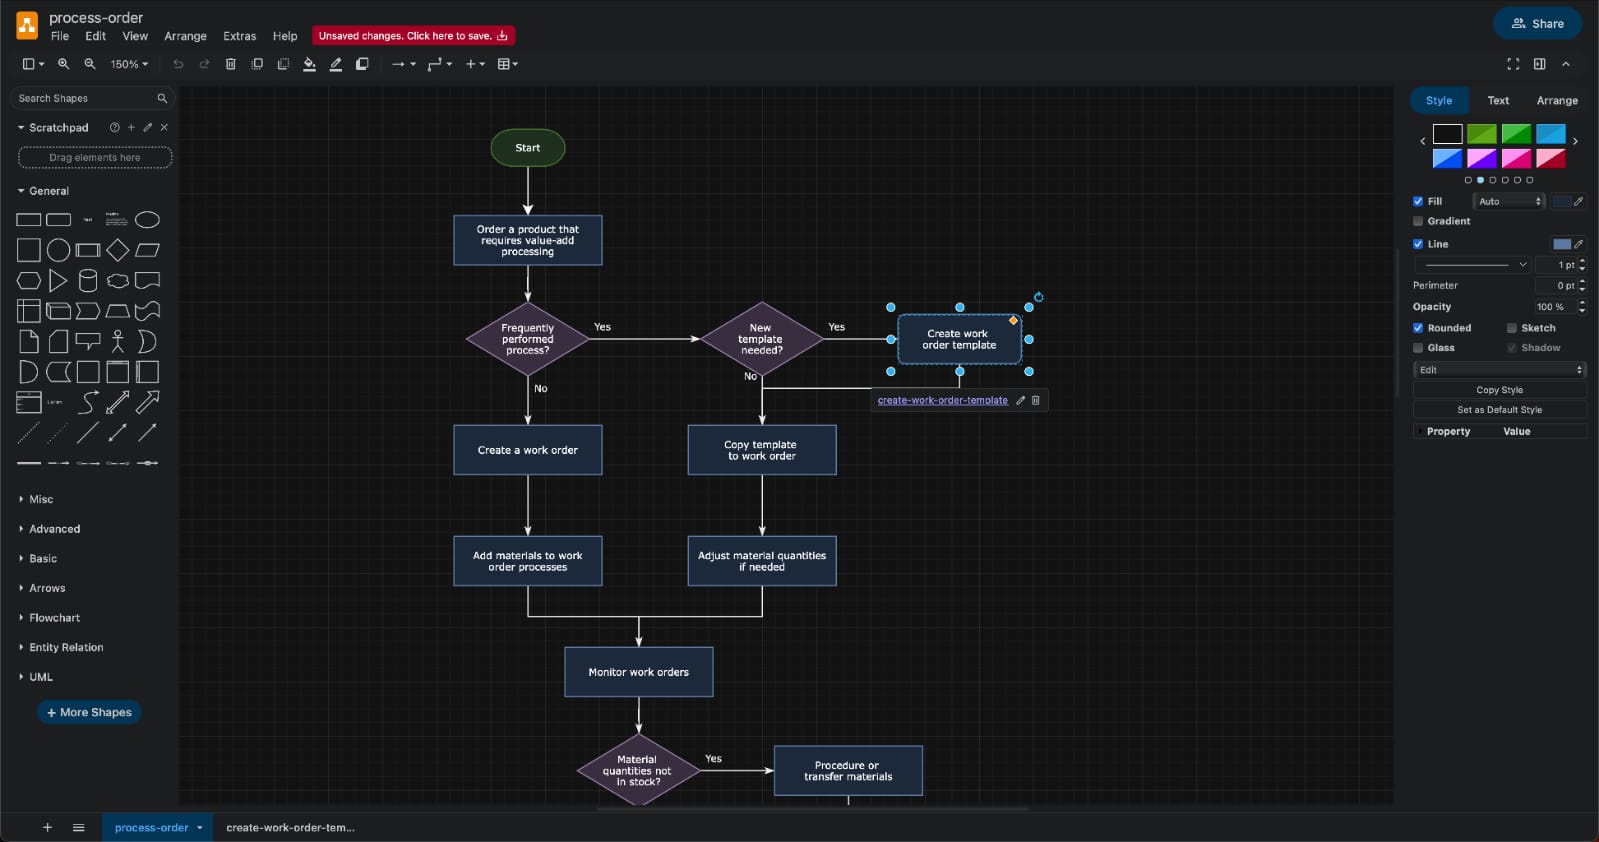 process-order
File Edit View Arrange Extras Help Unsaved changes. Click here to save.
Share
150%
Search Shapes
Scratchpad
Drag elements here
General
Text
Misc
Advanced
Basic
Arrows
Flowchart
Entity Relation
UML
+ More Shapes
Start
Order a product that
requires value-add
processing
Frequently
performed
process?
Yes
No
New
template
needed?
Yes
No
Create work
order template
create-work-order-template
Create a work order
Copy template
to work order
Add materials to work
order processes
Adjust material quantities
if needed
Monitor work orders
Material
quantities not
in stock?
Yes
Procedure or
transfer materials
Style Text Arrange
Fill Auto
Gradient
Line
1 pt
Perimeter 0 pt
Opacity 100 %
Rounded Sketch
Glass Shadow
Edit
Copy Style
Set as Default Style
Property Value
process-order create-work-order-tem...